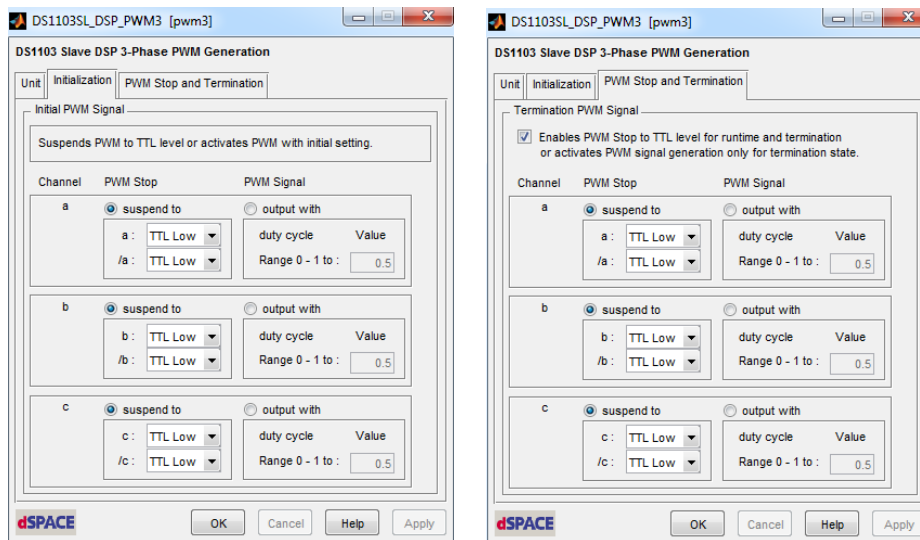 DS1103SL_DSP_PWM3 [pwm3]
DS1103 Slave DSP 3-Phase PWM Generation
Unit Initialization PWM Stop and Termination
Initial PWM Signal
Suspends PWM to TTL level or activates PWM with initial setting.
Channel PWM Stop PWM Signal
a suspend to output with
a : TTL Low duty cycle Value
/a : TTL Low Range 0 - 1 to : 0.5
b suspend to output with
b : TTL Low duty cycle Value
/b : TTL Low Range 0 - 1 to : 0.5
c suspend to output with
c : TTL Low duty cycle Value
/c : TTL Low Range 0 - 1 to : 0.5
dSPACE OK Cancel Help Apply
DS1103SL_DSP_PWM3 [pwm3]
DS1103 Slave DSP 3-Phase PWM Generation
Unit Initialization PWM Stop and Termination
Termination PWM Signal
Enables PWM Stop to TTL level for runtime and termination
or activates PWM signal generation only for termination state.
Channel PWM Stop PWM Signal
a suspend to output with
a : TTL Low duty cycle Value
/a : TTL Low Range 0 - 1 to : 0.5
b suspend to output with
b : TTL Low duty cycle Value
/b : TTL Low Range 0 - 1 to : 0.5
c suspend to output with
c : TTL Low duty cycle Value
/c : TTL Low Range 0 - 1 to : 0.5
dSPACE OK Cancel Help Apply